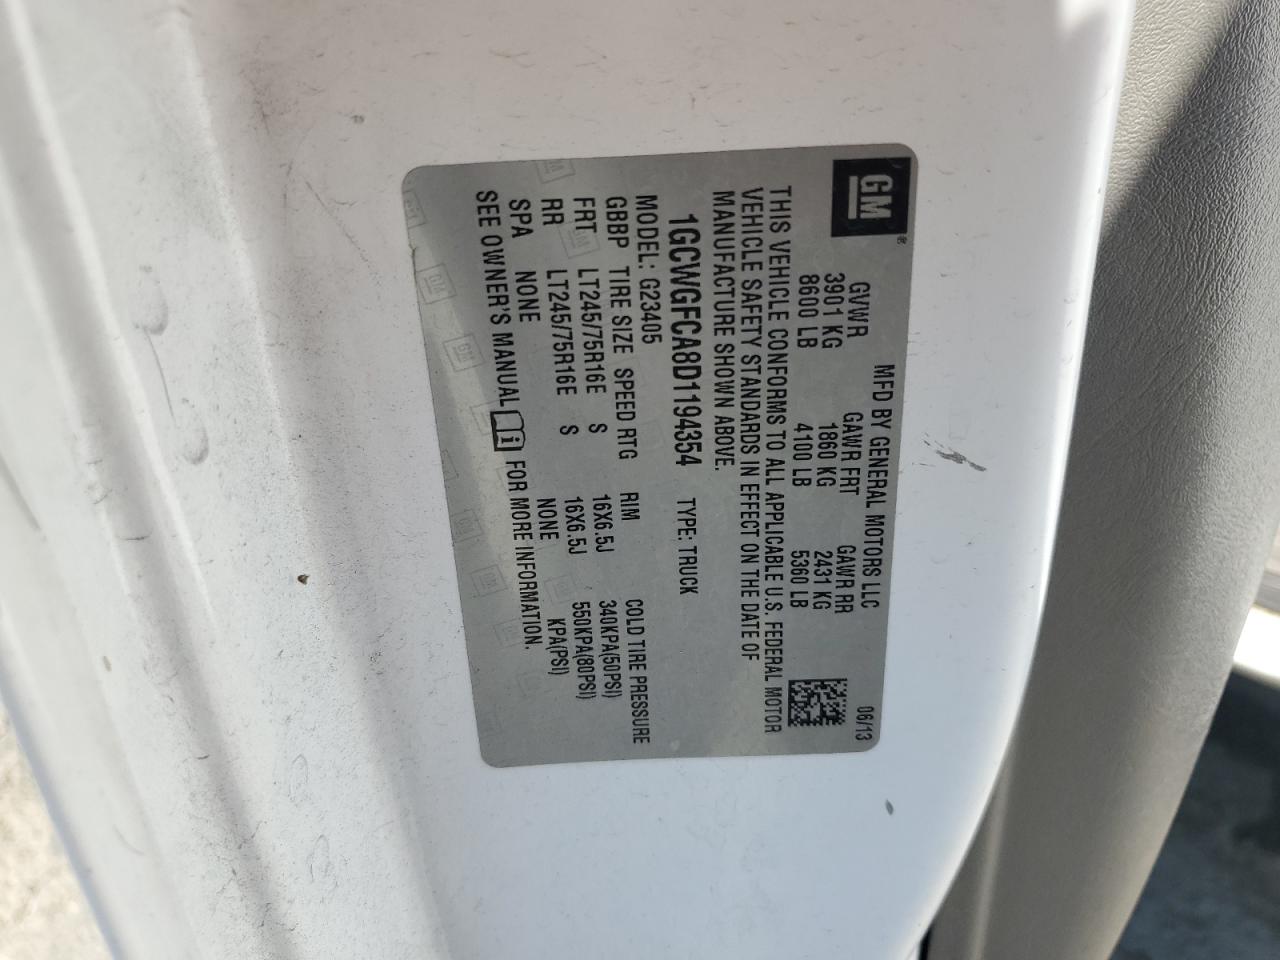 GM®
MFD BY GENERAL MOTORS LLC 06/13
GVWR GAWR FRT GAWR RR
3901 KG 1860 KG 2431 KG
8600 LB 4100 LB 5360 LB
THIS VEHICLE CONFORMS TO ALL APPLICABLE U.S. FEDERAL MOTOR
VEHICLE SAFETY STANDARDS IN EFFECT ON THE DATE OF
MANUFACTURE SHOWN ABOVE.
1GCWGFCA8D1194354 TYPE: TRUCK
MODEL: G23405
GBBP TIRE SIZE SPEED RTG RIM COLD TIRE PRESSURE
FRT LT245/75R16E S 16X6.5J 340KPA(50PSI)
RR LT245/75R16E S 16X6.5J 550KPA(80PSI)
SPA NONE NONE KPA(PSI)
SEE OWNER'S MANUAL i FOR MORE INFORMATION.